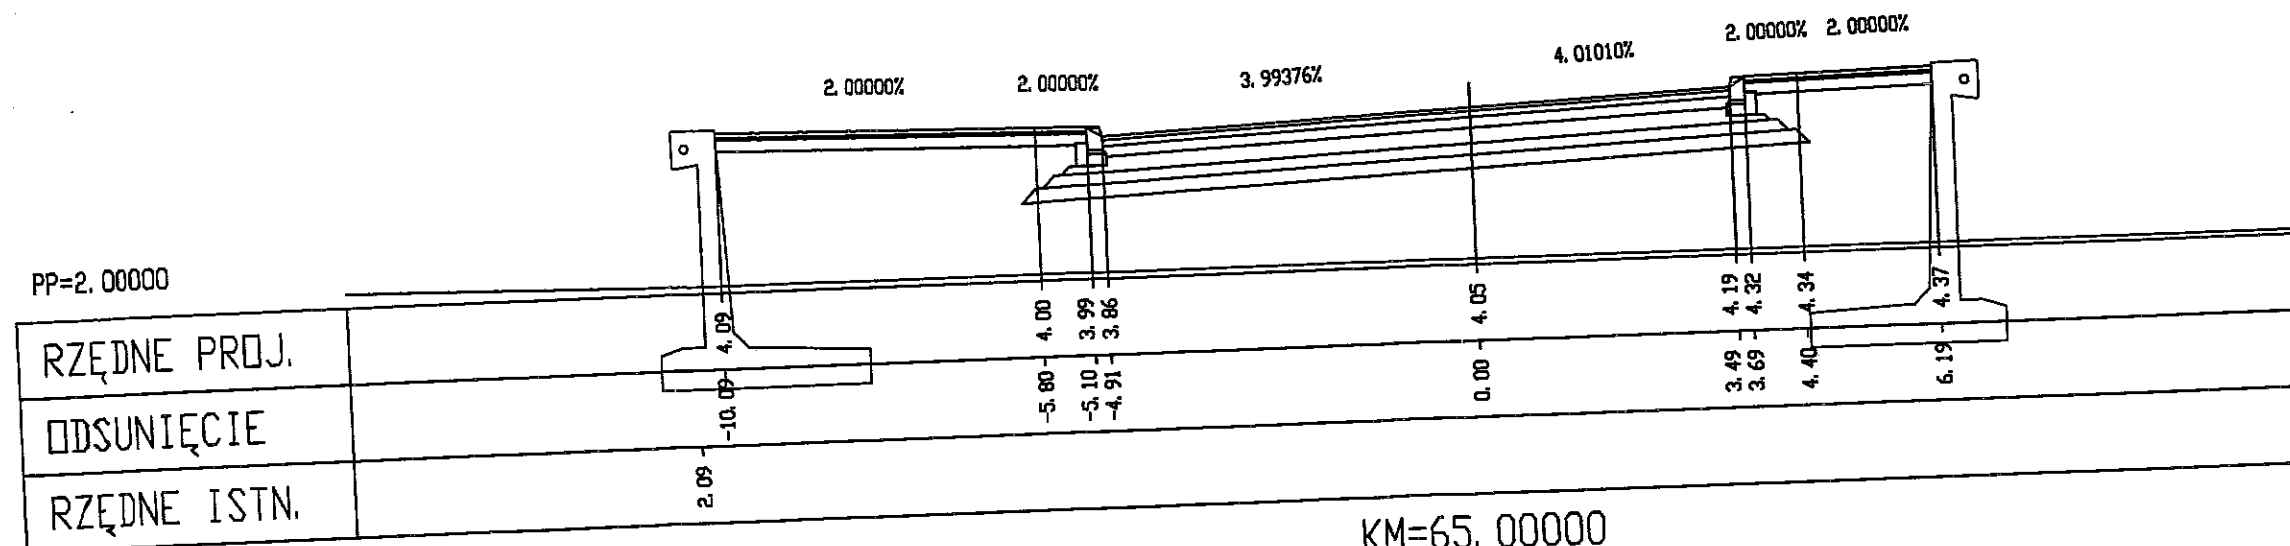 2. 00000% 2. 00000% 3. 99376% 4. 01010% 2. 00000% 2. 00000%
PP=2. 00000
RZĘDNE PROJ. 4. 09 4. 00 3. 99 3. 86 4. 05 4. 19 4. 32 4. 34 4. 37
ODSUNIĘCIE -10. 09 -5. 80 -5. 10 -4. 91 0. 00 3. 49 3. 69 4. 40 6. 19
RZĘDNE ISTN. 2. 09
KM=65. 00000